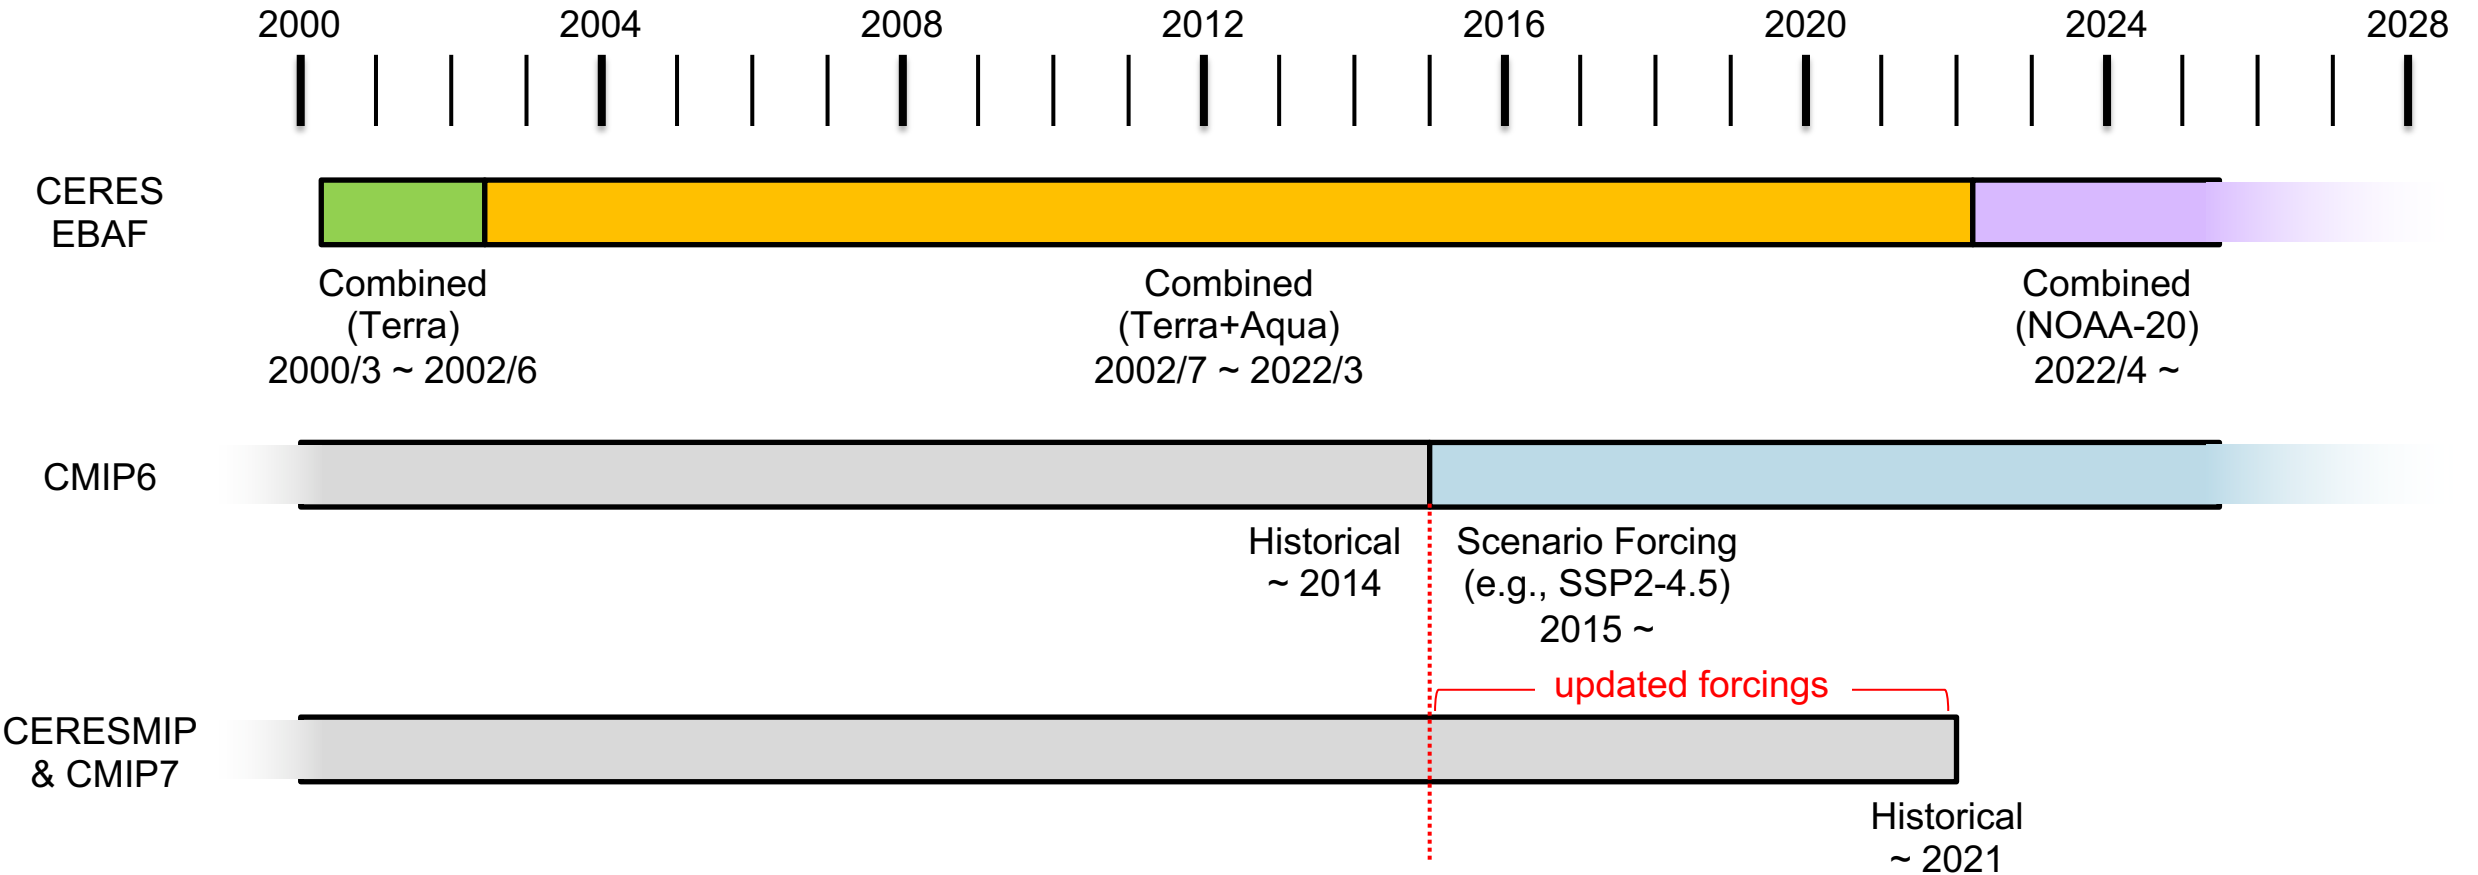 2000 2004 2008 2012 2016 2020 2024 2028
CERES
EBAF
Combined
(Terra)
2000/3 ~ 2002/6
Combined
(Terra+Aqua)
2002/7 ~ 2022/3
Combined
(NOAA-20)
2022/4 ~
CMIP6
Historical
~ 2014
Scenario Forcing
(e.g., SSP2-4.5)
2015 ~
updated forcings
CERESMIP
& CMIP7
Historical
~ 2021